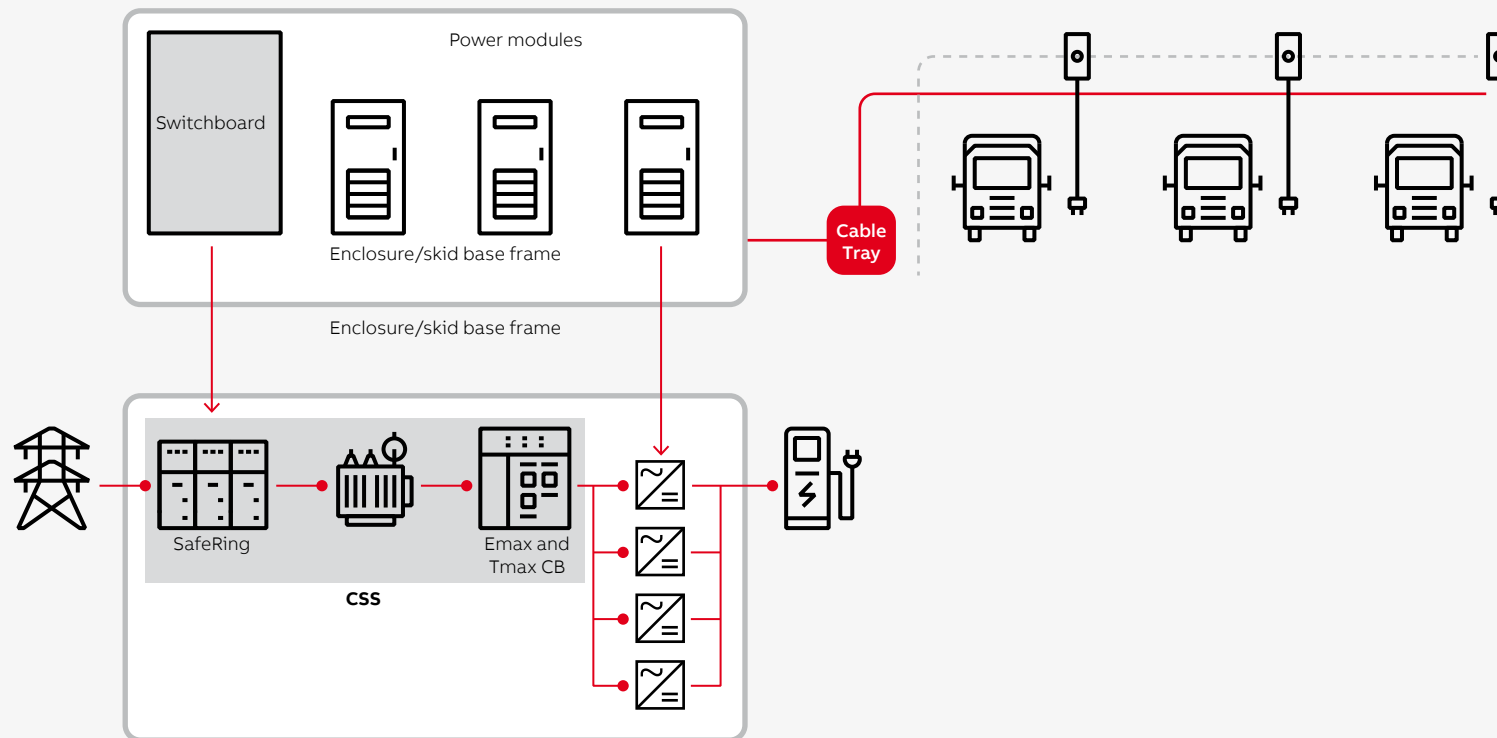 Power modules
Switchboard
Enclosure/skid base frame
Cable
Tray
Enclosure/skid base frame
SafeRing
Emax and
Tmax CB
CSS